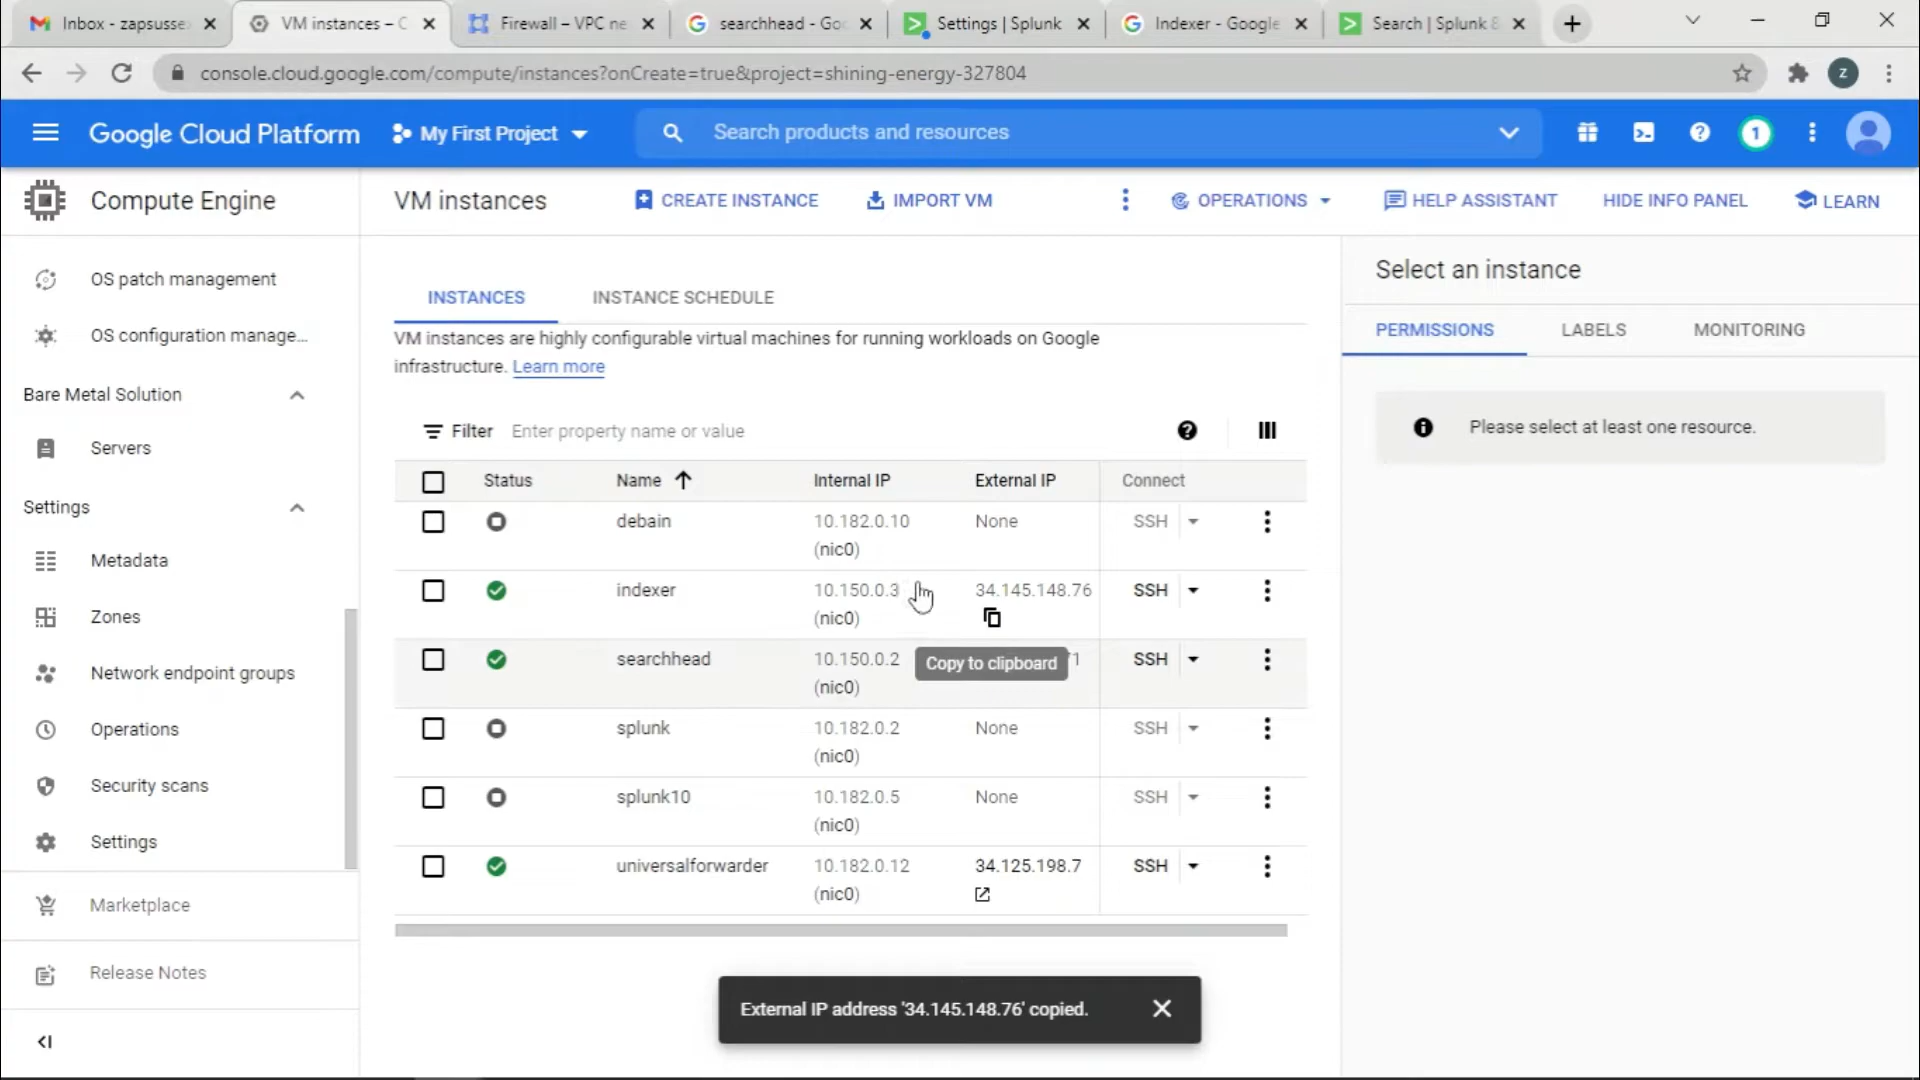 Inbox - zapsusse
VM instances – C
Firewall – VPC ne
searchhead - Goo
Settings | Splunk
Indexer - Google
Search | Splunk 8
console.cloud.google.com/compute/instances?onCreate=true&project=shining-energy-327804
z
Google Cloud Platform
My First Project
Search products and resources
1
Compute Engine
VM instances
CREATE INSTANCE
IMPORT VM
OPERATIONS
HELP ASSISTANT
HIDE INFO PANEL
LEARN
OS patch management
OS configuration manage...
Bare Metal Solution
Servers
Settings
Metadata
Zones
Network endpoint groups
Operations
Security scans
Settings
Marketplace
Release Notes
INSTANCES
INSTANCE SCHEDULE
VM instances are highly configurable virtual machines for running workloads on Google
infrastructure. Learn more
Filter Enter property name or value
Status Name Internal IP External IP Connect
debain 10.182.0.10 None SSH
(nic0)
indexer 10.150.0.3 34.145.148.76 SSH
(nic0)
searchhead 10.150.0.2 1 SSH
(nic0)
Copy to clipboard
splunk 10.182.0.2 None SSH
(nic0)
splunk10 10.182.0.5 None SSH
(nic0)
universalforwarder 10.182.0.12 34.125.198.7 SSH
(nic0)
External IP address '34.145.148.76' copied.
Select an instance
PERMISSIONS
LABELS
MONITORING
Please select at least one resource.